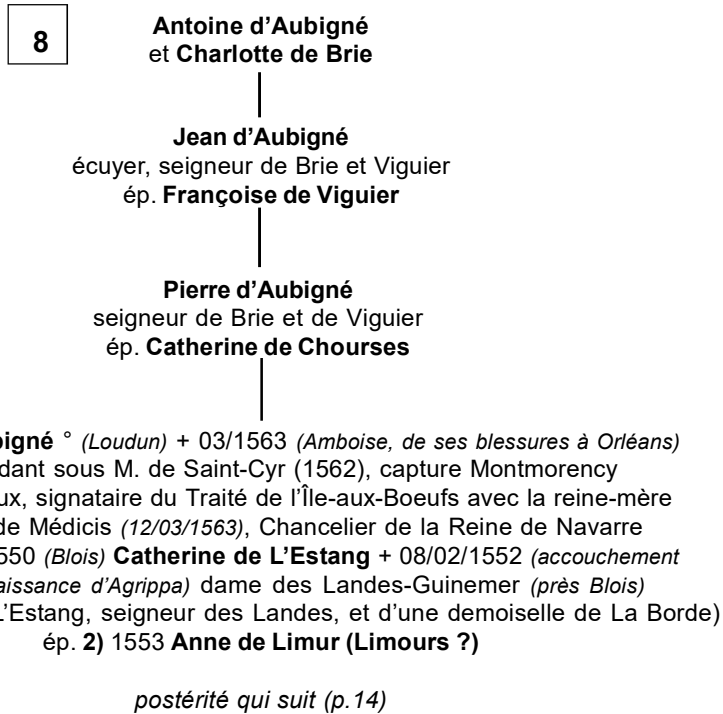 8
Antoine d’Aubigné
et Charlotte de Brie
Jean d’Aubigné
écuyer, seigneur de Brie et Viguier
ép. Françoise de Viguier
Pierre d’Aubigné
seigneur de Brie et de Viguier
ép. Catherine de Chourses
bigné ° (Loudun) + 03/1563 (Amboise, de ses blessures à Orléans)
dant sous M. de Saint-Cyr (1562), capture Montmorency
ux, signataire du Traité de l’Île-aux-Boeufs avec la reine-mère
de Médicis (12/03/1563), Chancelier de la Reine de Navarre
550 (Blois) Catherine de L’Estang + 08/02/1552 (accouchement
aissance d’Agrippa) dame des Landes-Guinemer (près Blois)
’Estang, seigneur des Landes, et d’une demoiselle de La Borde)
ép. 2) 1553 Anne de Limur (Limours ?)
postérité qui suit (p.14)